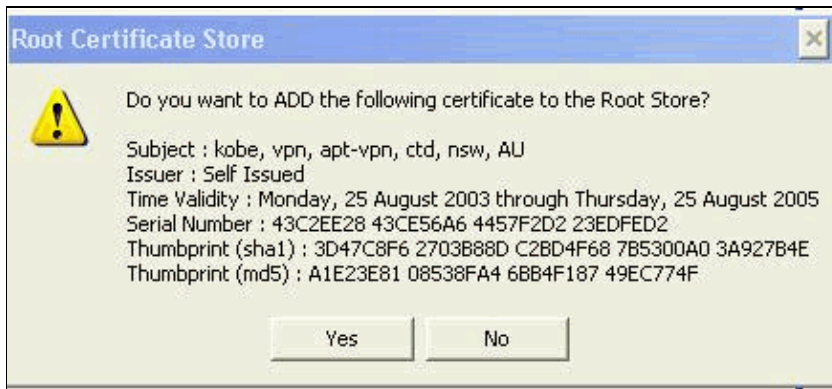 Root Certificate Store
Do you want to ADD the following certificate to the Root Store?
Subject : kobe, vpn, apt-vpn, ctd, nsw, AU
Issuer : Self Issued
Time Validity : Monday, 25 August 2003 through Thursday, 25 August 2005
Serial Number : 43C2EE28 43CE56A6 4457F2D2 23EDFED2
Thumbprint (sha1) : 3D47C8F6 2703B88D C2BD4F68 7B5300A0 3A927B4E
Thumbprint (md5) : A1E23E81 08538FA4 6BB4F187 49EC774F
Yes No